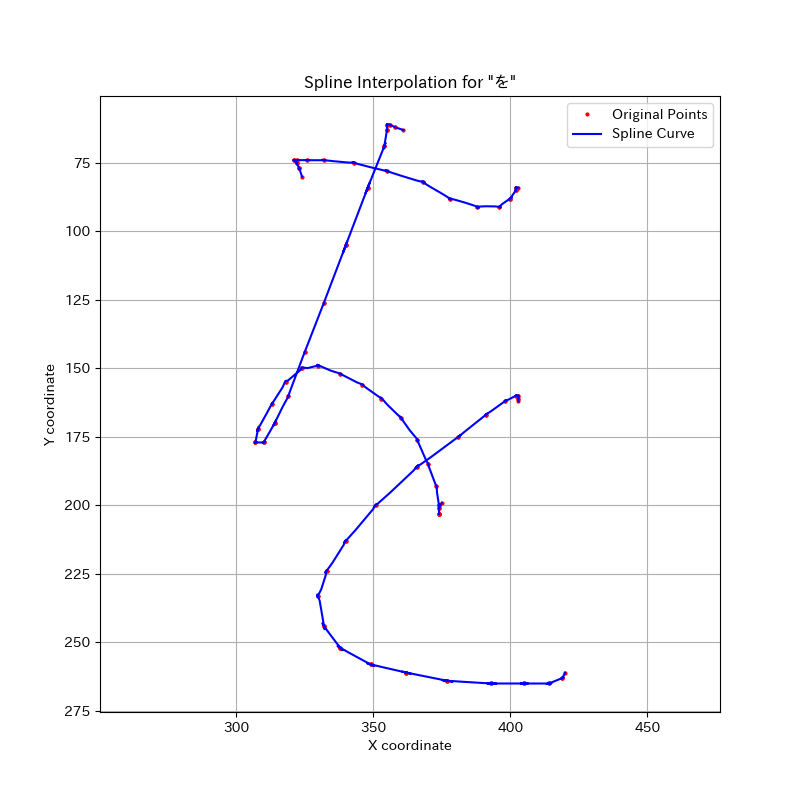 Spline Interpolation for "を"
Original Points
Spline Curve
75
100
125
150
175
200
225
250
275
Y coordinate
300
350
400
450
X coordinate
を